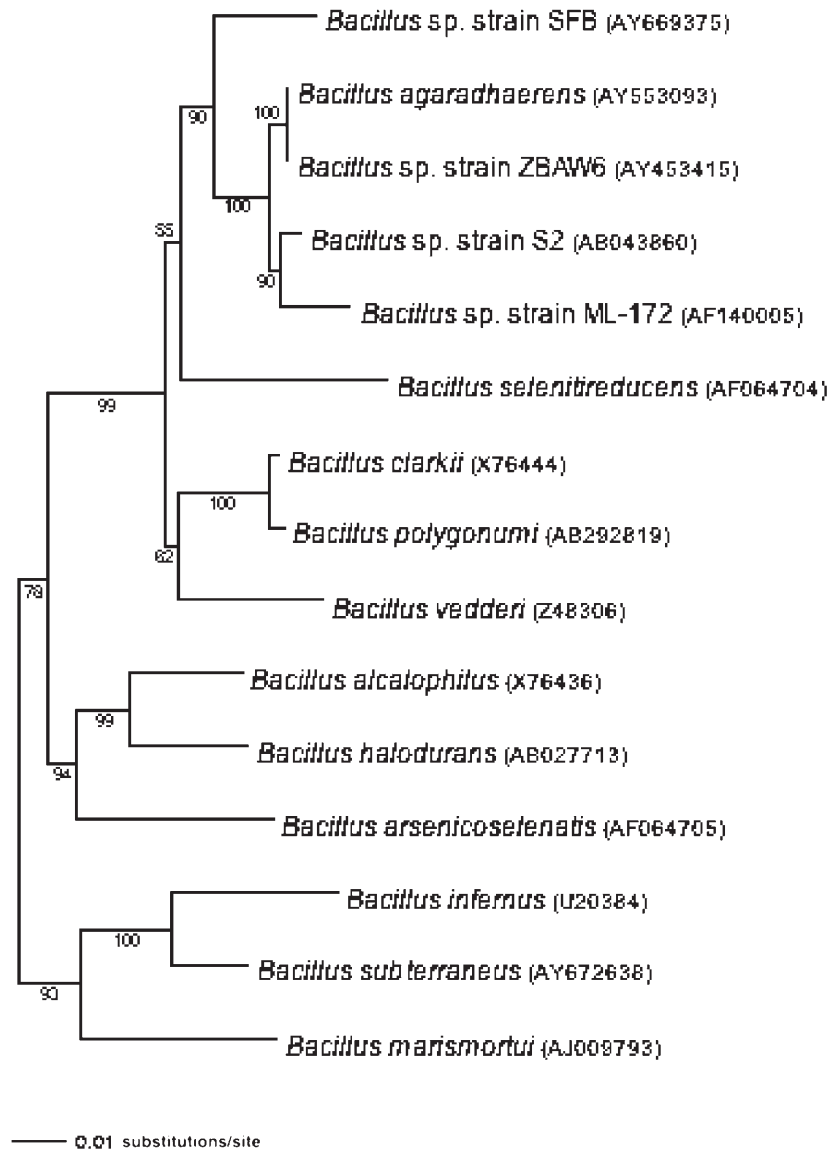 Bacillus sp. strain SFB (AY669375)
Bacillus agaradhaerens (AY553093)
100
90
Bacillus sp. strain ZBAW6 (AY453415)
100
Bacillus sp. strain S2 (AB043860)
90
Bacillus sp. strain ML-172 (AF140005)
Bacillus selenitireducens (AF064704)
99
Bacillus clarkii (X76444)
100
Bacillus polygonumi (AB292819)
62
78
Bacillus vedderi (Z48306)
Bacillus alcalophilus (X76436)
99
Bacillus halodurans (AB027713)
94
Bacillus arsenicoselenatis (AF064705)
Bacillus infernus (U20384)
100
Bacillus subterraneus (AY672638)
93
Bacillus marismortui (AJ009793)
0.01 substitutions/site